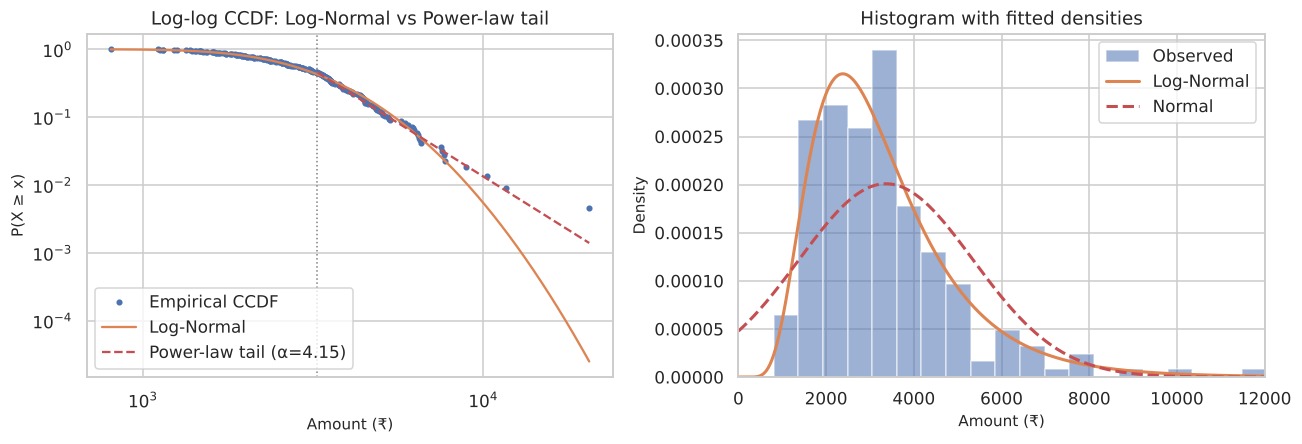 Log-log CCDF: Log-Normal vs Power-law tail
P(X ≥ x)
10⁰
10⁻¹
10⁻²
10⁻³
10⁻⁴
Empirical CCDF
Log-Normal
Power-law tail (α=4.15)
10³
10⁴
Amount (₹)
Histogram with fitted densities
Density
0.00035
0.00030
0.00025
0.00020
0.00015
0.00010
0.00005
0.00000
Observed
Log-Normal
Normal
0 2000 4000 6000 8000 10000 12000
Amount (₹)